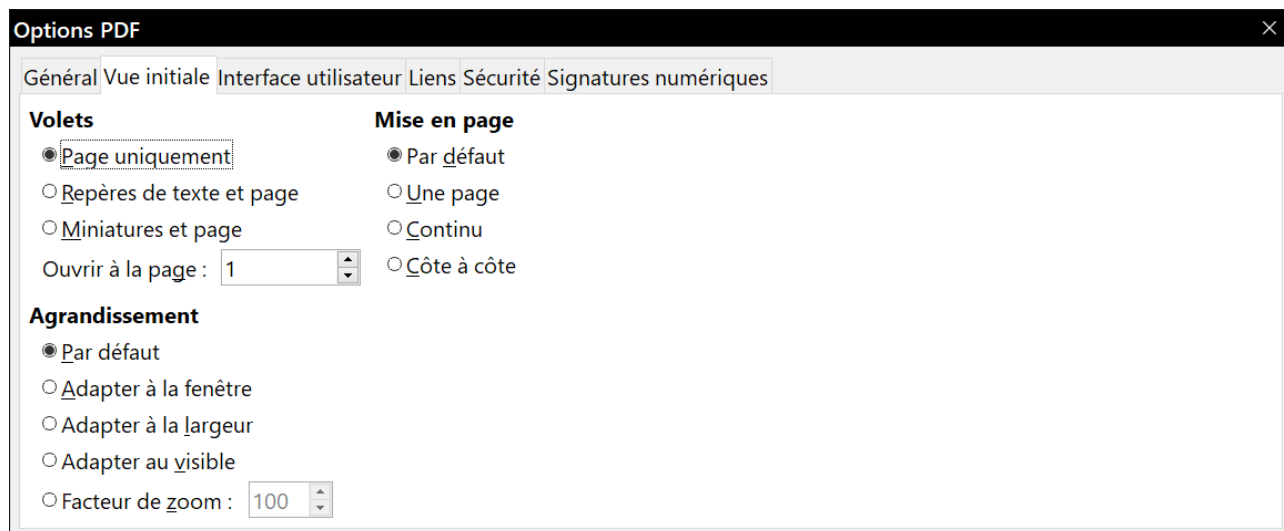 Options PDF
Général Vue initiale Interface utilisateur Liens Sécurité Signatures numériques
Volets
Page uniquement
Repères de texte et page
Miniatures et page
Ouvrir à la page : 1
Mise en page
Par défaut
Une page
Continu
Côte à côte
Agrandissement
Par défaut
Adapter à la fenêtre
Adapter à la largeur
Adapter au visible
Facteur de zoom : 100